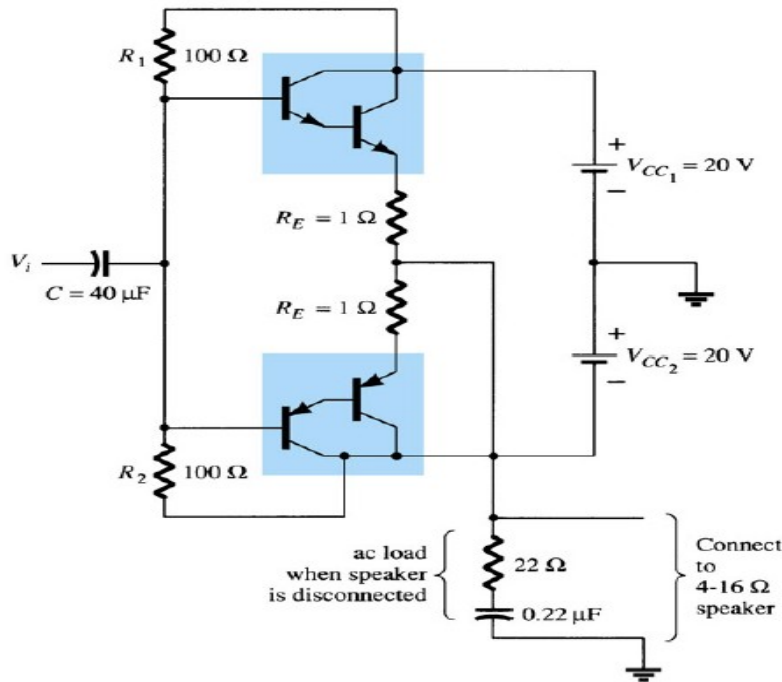 R1 100 Ω
VCC1 = 20 V
+
−
RE = 1 Ω
Vi
C = 40 μF
RE = 1 Ω
+
−
VCC2 = 20 V
R2 100 Ω
ac load
when speaker
is disconnected
22 Ω
0.22 μF
Connect
to
4-16 Ω
speaker